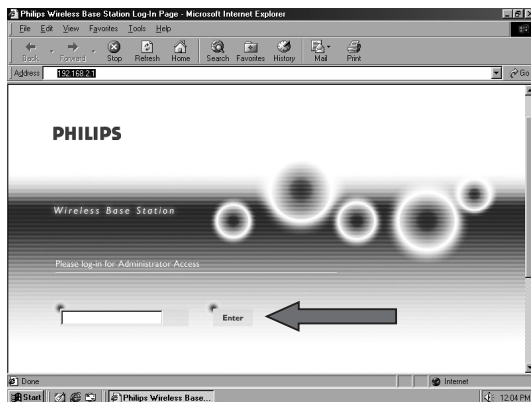 Philips Wireless Base Station Log-In Page - Microsoft Internet Explorer
File Edit View Favorites Tools Help
Back Forward Stop Refresh Home Search Favorites History Mail Print
Address 192.168.2.1 Go
PHILIPS
Wireless Base Station
Please log-in for Administrator Access
Enter
Done Internet
Start Philips Wireless Base... 12:04 PM